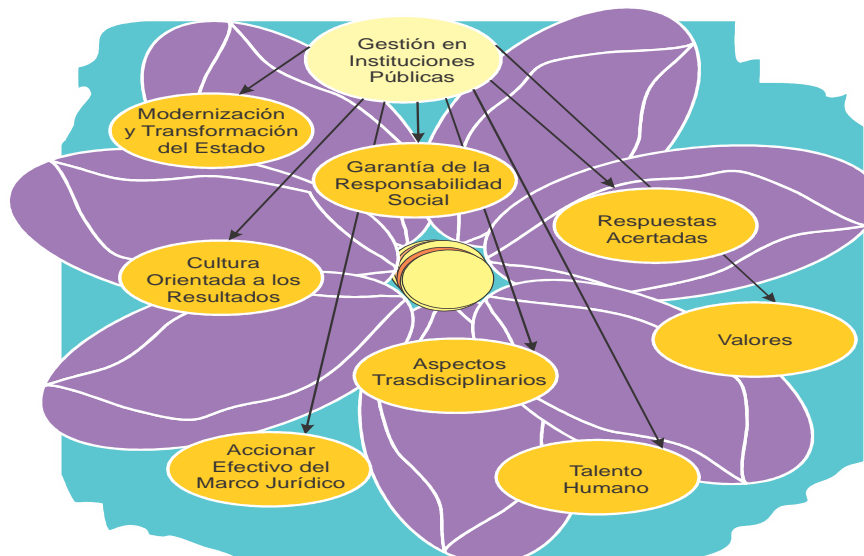 Gestión en
Instituciones
Públicas
Modernización
y Transformación
del Estado
Garantía de la
Responsabilidad
Social
Respuestas
Acertadas
Cultura
Orientada a los
Resultados
Valores
Aspectos
Trasdisciplinarios
Accionar
Efectivo del
Marco Jurídico
Talento
Humano